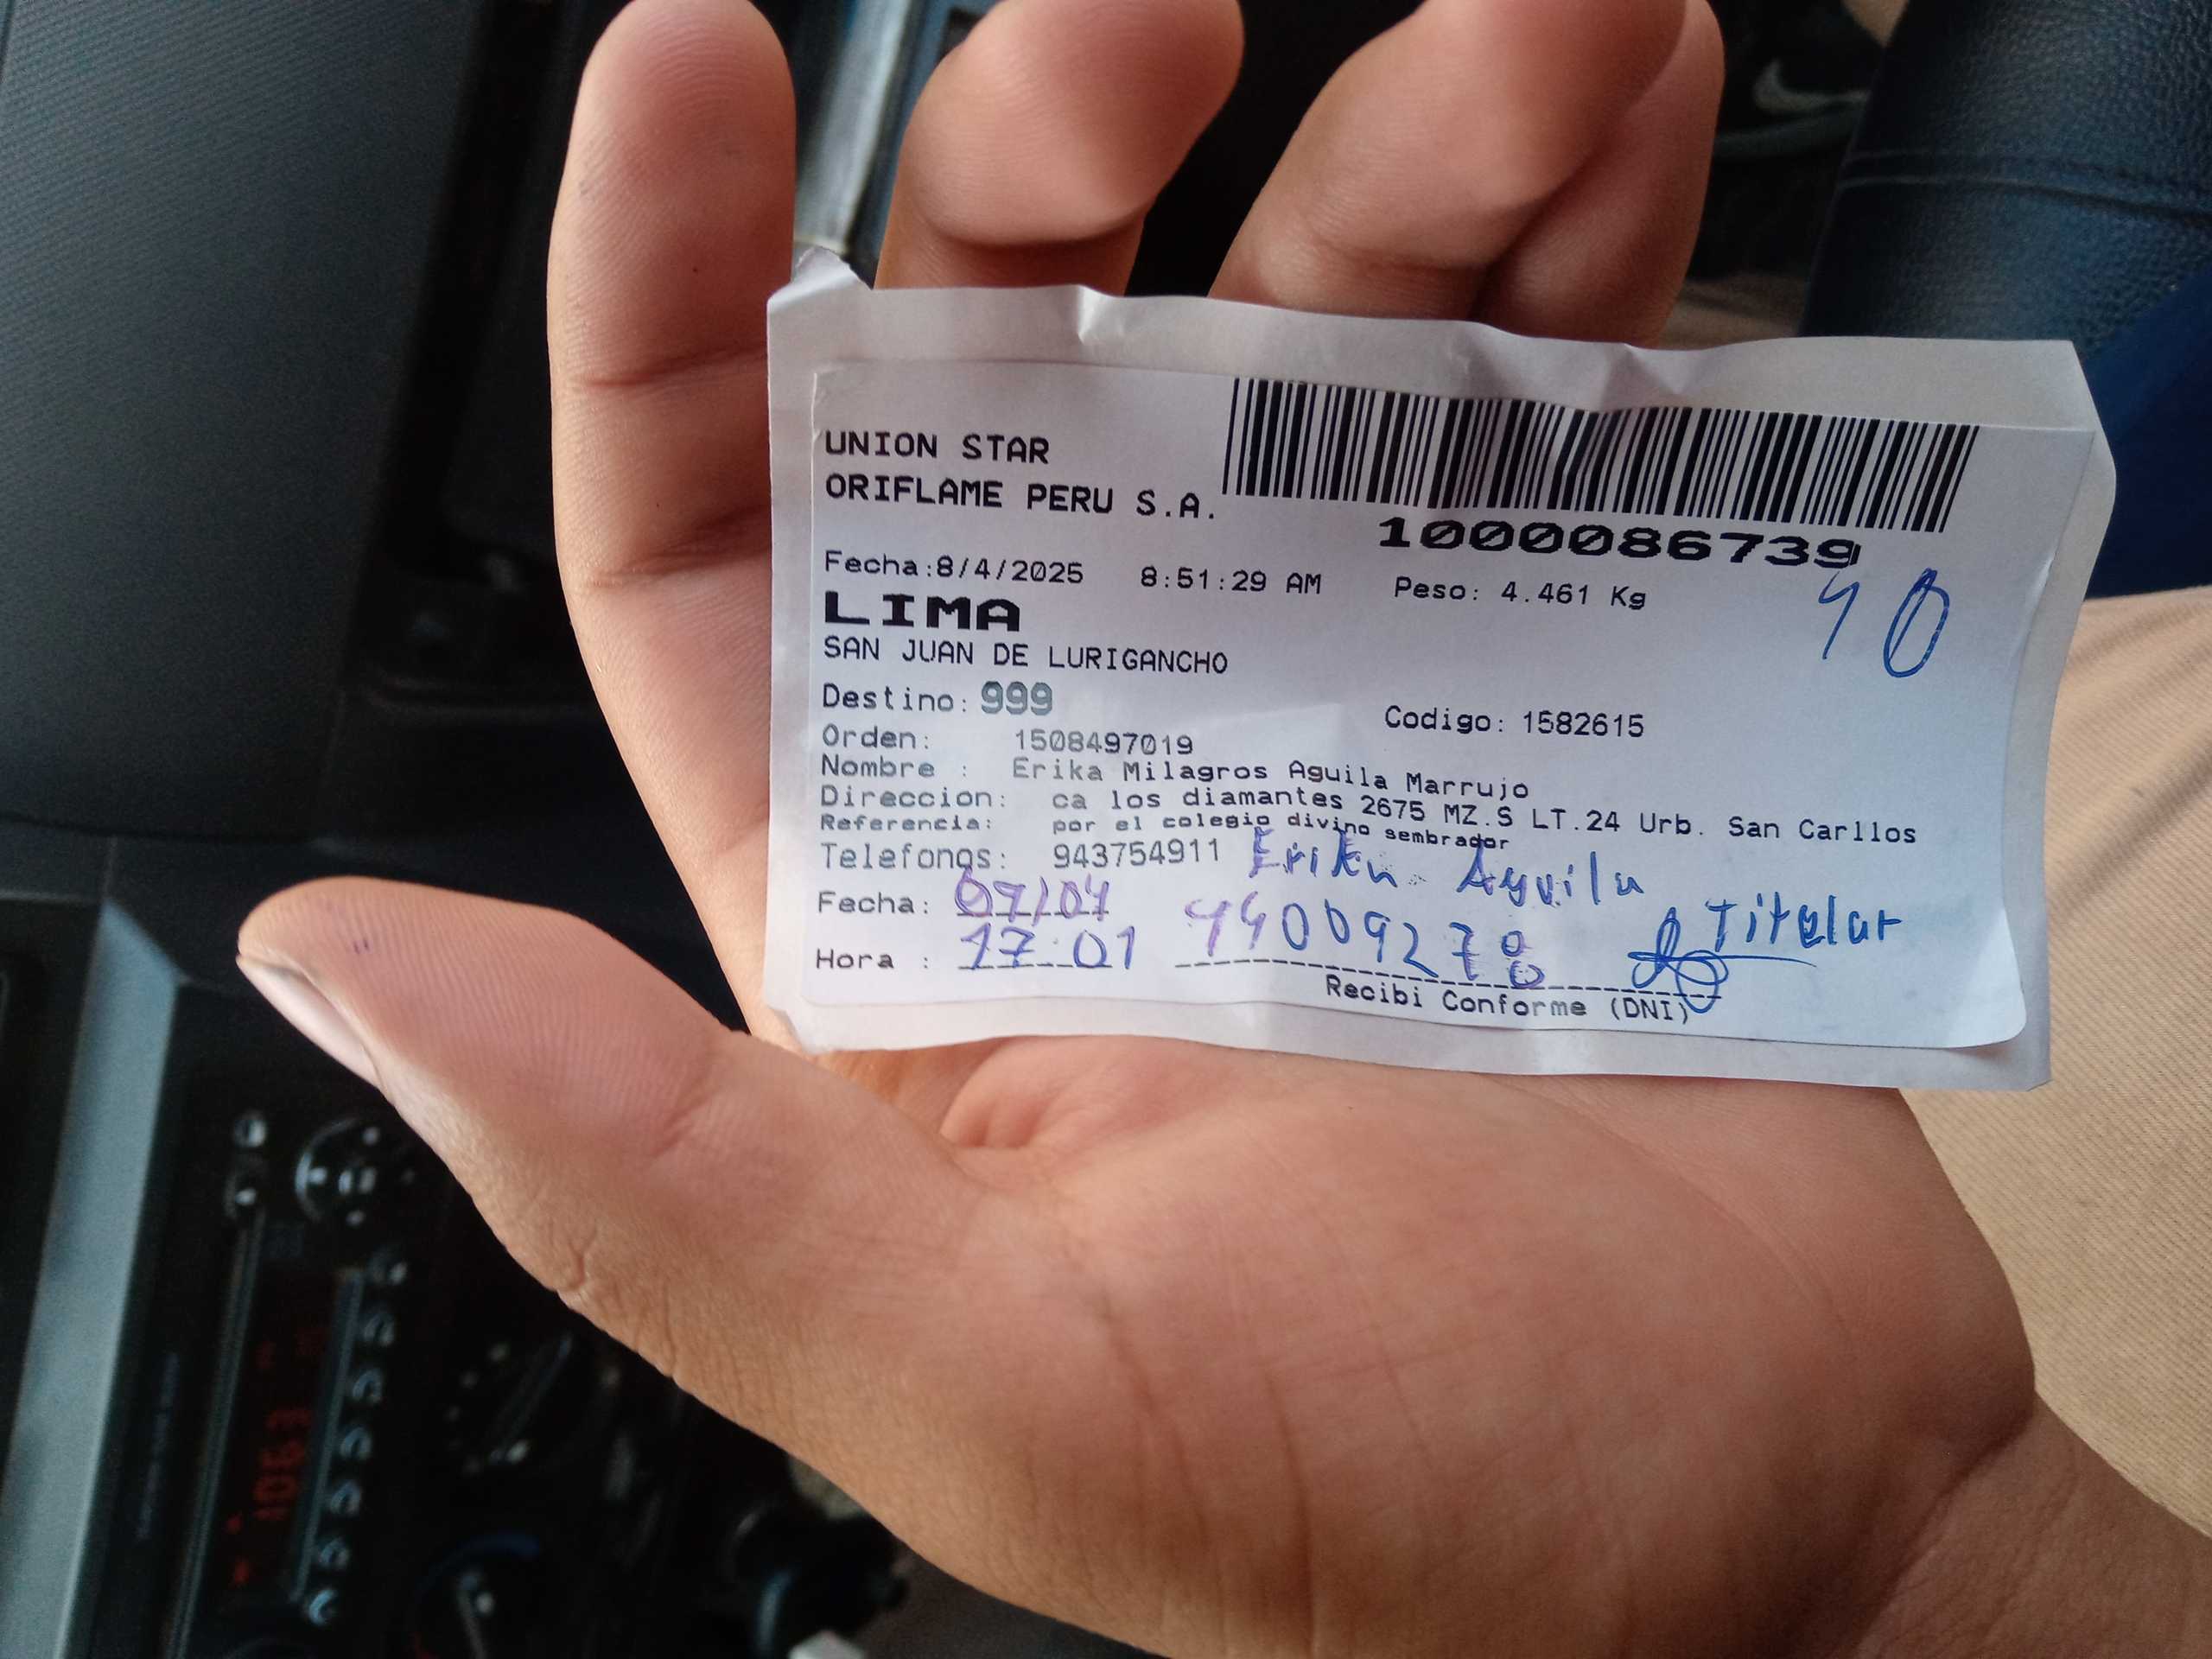 UNION STAR
ORIFLAME PERU S.A.
1000086739
Fecha:8/4/2025 8:51:29 AM Peso: 4.461 Kg
LIMA
SAN JUAN DE LURIGANCHO
Destino: 999 Codigo: 1582615
Orden: 1508497019
Nombre : Erika Milagros Aguila Marrujo
Direccion: ca los diamantes 2675 MZ.S LT.24 Urb. San Carllos
Referencia: por el colegio divino sembrador
Telefonos: 943754911 Erika Aguila
Fecha: Titular
Hora : 17:01
Recibi Conforme (DNI)